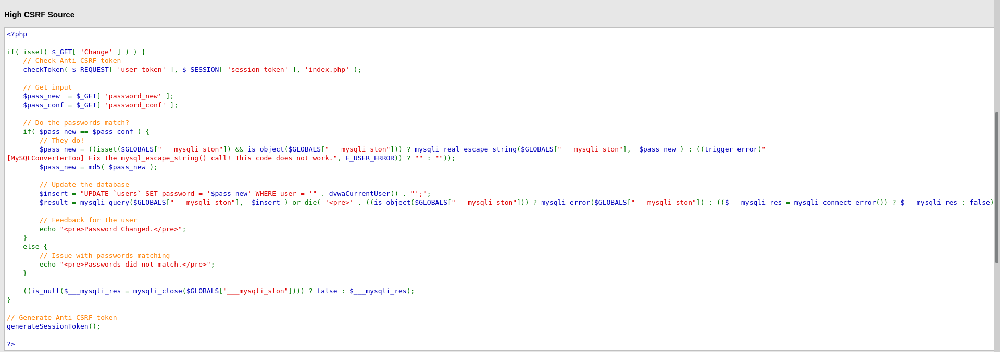 High CSRF Source
<?php
if( isset( $_GET[ 'Change' ] ) ) {
    // Check Anti-CSRF token
    checkToken( $_REQUEST[ 'user_token' ], $_SESSION[ 'session_token' ], 'index.php' );
    // Get input
    $pass_new  = $_GET[ 'password_new' ];
    $pass_conf = $_GET[ 'password_conf' ];
    // Do the passwords match?
    if( $pass_new == $pass_conf ) {
        // They do!
        $pass_new = ((isset($GLOBALS["___mysqli_ston"]) && is_object($GLOBALS["___mysqli_ston"])) ? mysqli_real_escape_string($GLOBALS["___mysqli_ston"],  $pass_new ) : ((trigger_error("
[MySQLConverterToo] Fix the mysql_escape_string() call! This code does not work.", E_USER_ERROR)) ? "" : ""));
        $pass_new = md5( $pass_new );
        // Update the database
        $insert = "UPDATE `users` SET password = '$pass_new' WHERE user = '" . dvwaCurrentUser() . "';";
        $result = mysqli_query($GLOBALS["___mysqli_ston"],  $insert ) or die( '<pre>' . ((is_object($GLOBALS["___mysqli_ston"])) ? mysqli_error($GLOBALS["___mysqli_ston"]) : (($___mysqli_res = mysqli_connect_error()) ? $___mysqli_res : false)
        // Feedback for the user
        echo "<pre>Password Changed.</pre>";
    }
    else {
        // Issue with passwords matching
        echo "<pre>Passwords did not match.</pre>";
    }
    ((is_null($___mysqli_res = mysqli_close($GLOBALS["___mysqli_ston"]))) ? false : $___mysqli_res);
}
// Generate Anti-CSRF token
generateSessionToken();
?>